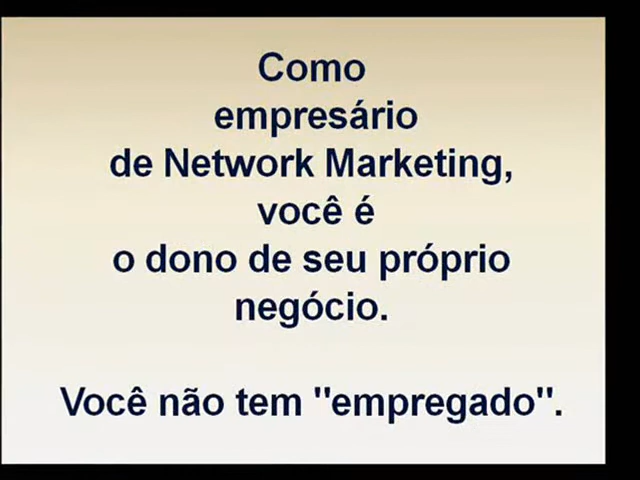 Como
empresário
de Network Marketing,
você é
o dono de seu próprio
negócio.
Você não tem "empregado".